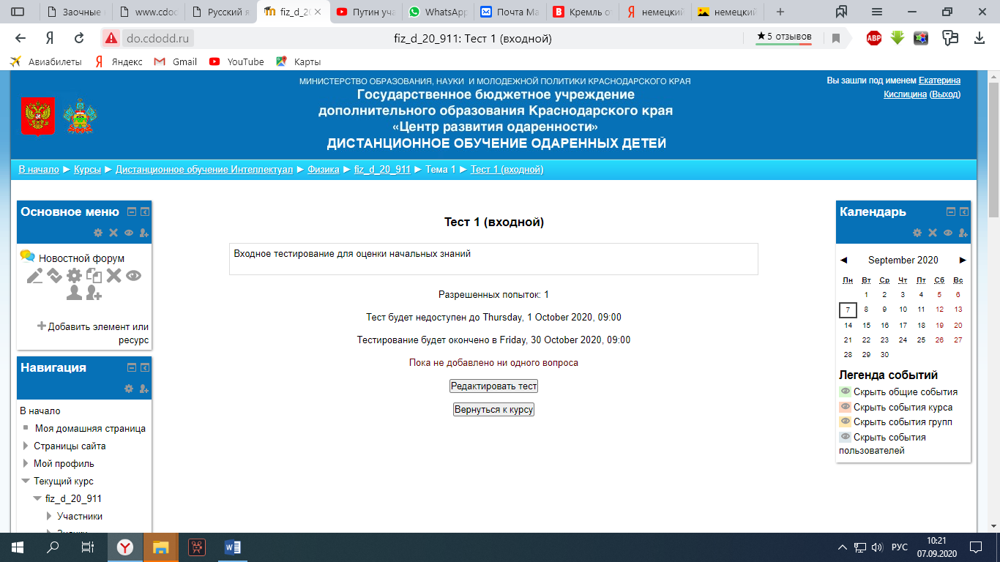 Заочные
www.cdod
Русский я
fiz_d_20
Путин уча
WhatsApp
Почта Ma
Кремль о
немецкий
немецкий
do.cdodd.ru
fiz_d_20_911: Тест 1 (входной)
★5 отзывов
ABP
Авиабилеты
Яндекс
Gmail
YouTube
Карты
МИНИСТЕРСТВО ОБРАЗОВАНИЯ, НАУКИ И МОЛОДЕЖНОЙ ПОЛИТИКИ КРАСНОДАРСКОГО КРАЯ
Государственное бюджетное учреждение
дополнительного образования Краснодарского края
«Центр развития одаренности»
ДИСТАНЦИОННОЕ ОБУЧЕНИЕ ОДАРЕННЫХ ДЕТЕЙ
Вы зашли под именем Екатерина
Кислицина (Выход)
В начало ► Курсы ► Дистанционное обучение Интеллектуал ► Физика ► fiz_d_20_911 ► Тема 1 ► Тест 1 (входной)
Основное меню
Новостной форум
Добавить элемент или
ресурс
Навигация
В начало
Моя домашняя страница
Страницы сайта
Мой профиль
Текущий курс
fiz_d_20_911
Участники
Тест 1 (входной)
Входное тестирование для оценки начальных знаний
Разрешенных попыток: 1
Тест будет недоступен до Thursday, 1 October 2020, 09:00
Тестирование будет окончено в Friday, 30 October 2020, 09:00
Пока не добавлено ни одного вопроса
Редактировать тест
Вернуться к курсу
Календарь
◄ September 2020 ►
Пн Вт Ср Чт Пт Сб Вс
1 2 3 4 5 6
7 8 9 10 11 12 13
14 15 16 17 18 19 20
21 22 23 24 25 26 27
28 29 30
Легенда событий
Скрыть общие события
Скрыть события курса
Скрыть события групп
Скрыть события
пользователей
РУС
10:21
07.09.2020